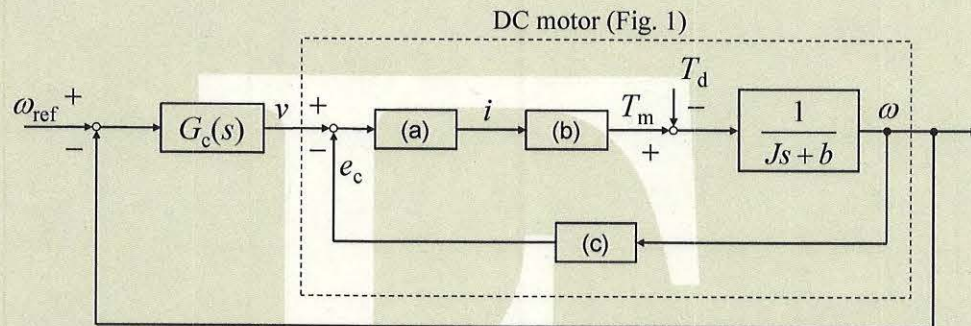 DC motor (Fig. 1)
T_d
ω_ref + v + (a) i (b) T_m − 1 ω
G_c(s) + Js + b
− − e_c
(c)